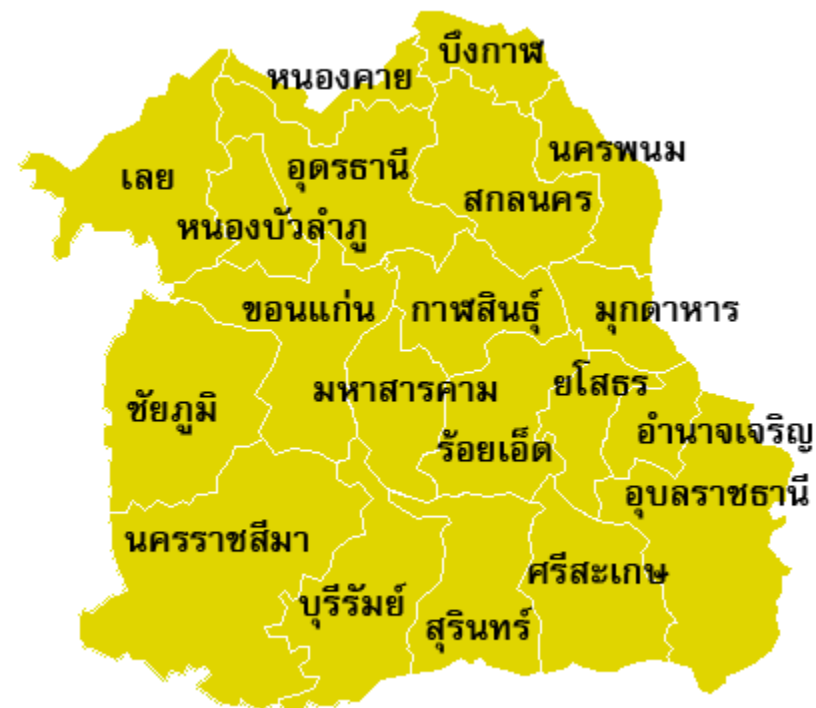 บึงกาฬ
หนองคาย
นครพนม
เลย
อุดรธานี
สกลนคร
หนองบัวลำภู
ขอนแก่น
กาฬสินธุ์
มุกดาหาร
ชัยภูมิ
มหาสารคาม
ยโสธร
ร้อยเอ็ด
อำนาจเจริญ
อุบลราชธานี
นครราชสีมา
บุรีรัมย์
สุรินทร์
ศรีสะเกษ